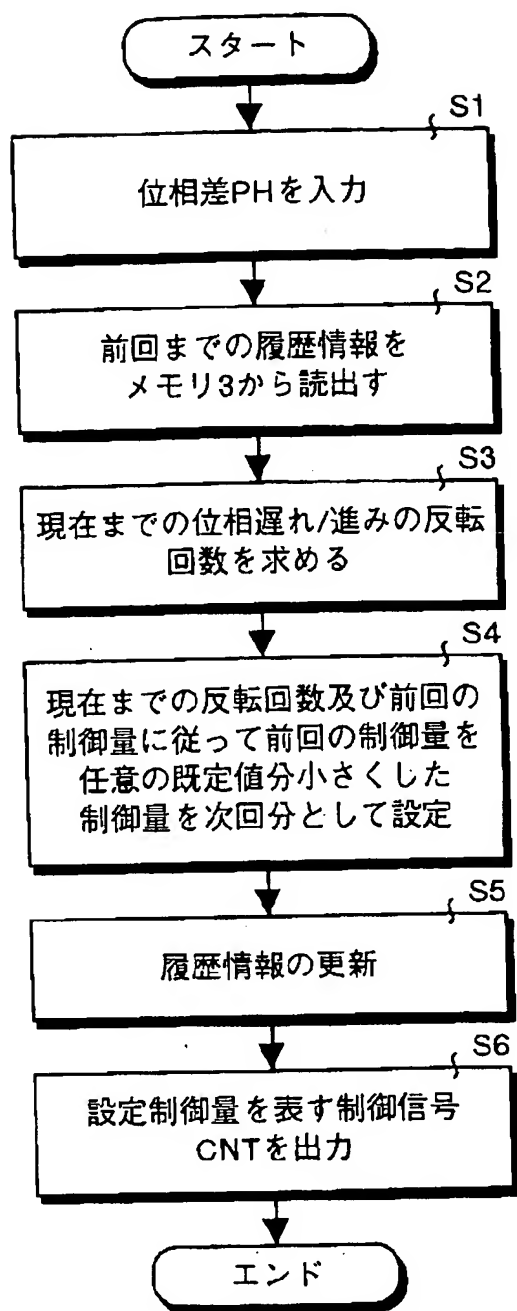 スタート
S1
位相差PHを入力
S2
前回までの履歴情報を
メモリ3から読出す
S3
現在までの位相遅れ/進みの反転
回数を求める
S4
現在までの反転回数及び前回の
制御量に従って前回の制御量を
任意の既定値分小さくした
制御量を次回分として設定
S5
履歴情報の更新
S6
設定制御量を表す制御信号
CNTを出力
エンド